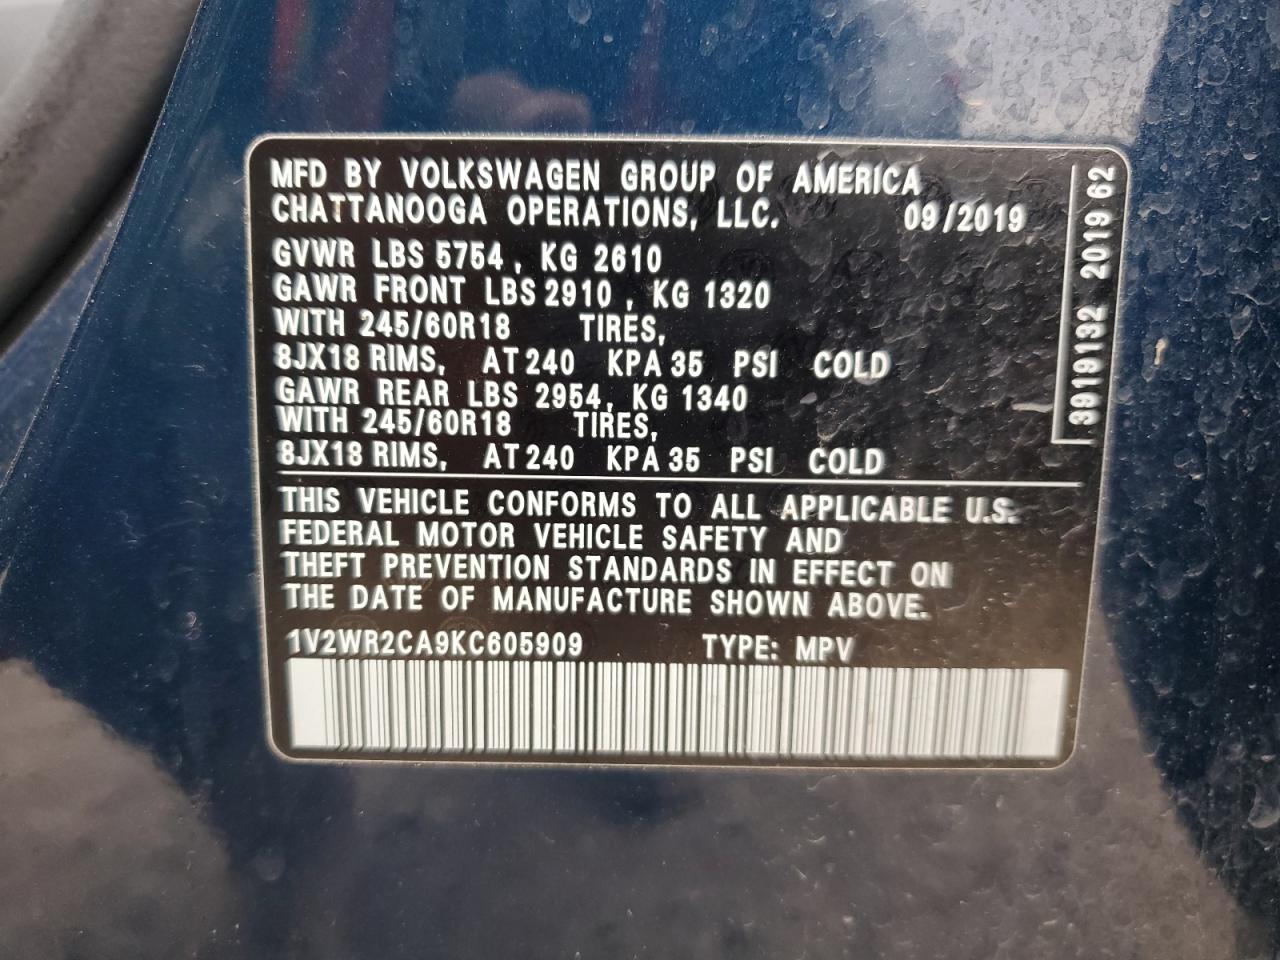 MFD BY VOLKSWAGEN GROUP OF AMERICA
CHATTANOOGA OPERATIONS, LLC. 09/2019
GVWR LBS 5754, KG 2610
GAWR FRONT LBS 2910, KG 1320
WITH 245/60R18 TIRES,
8JX18 RIMS, AT 240 KPA 35 PSI COLD
GAWR REAR LBS 2954, KG 1340
WITH 245/60R18 TIRES,
8JX18 RIMS, AT 240 KPA 35 PSI COLD
THIS VEHICLE CONFORMS TO ALL APPLICABLE U.S.
FEDERAL MOTOR VEHICLE SAFETY AND
THEFT PREVENTION STANDARDS IN EFFECT ON
THE DATE OF MANUFACTURE SHOWN ABOVE.
1V2WR2CA9KC605909 TYPE: MPV
3919132 2019 62